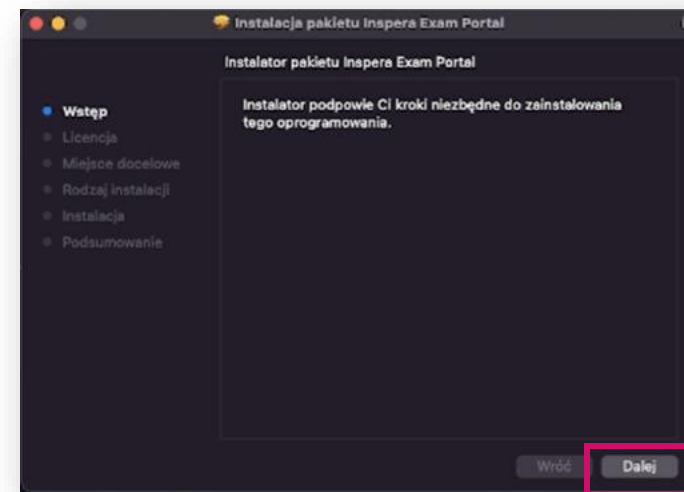 Instalacja pakietu Inspera Exam Portal
Instalator pakietu Inspera Exam Portal
Wstęp
Licencja
Miejsce docelowe
Rodzaj instalacji
Instalacja
Podsumowanie
Instalator podpowie Ci kroki niezbędne do zainstalowania
tego oprogramowania.
Wróć
Dalej